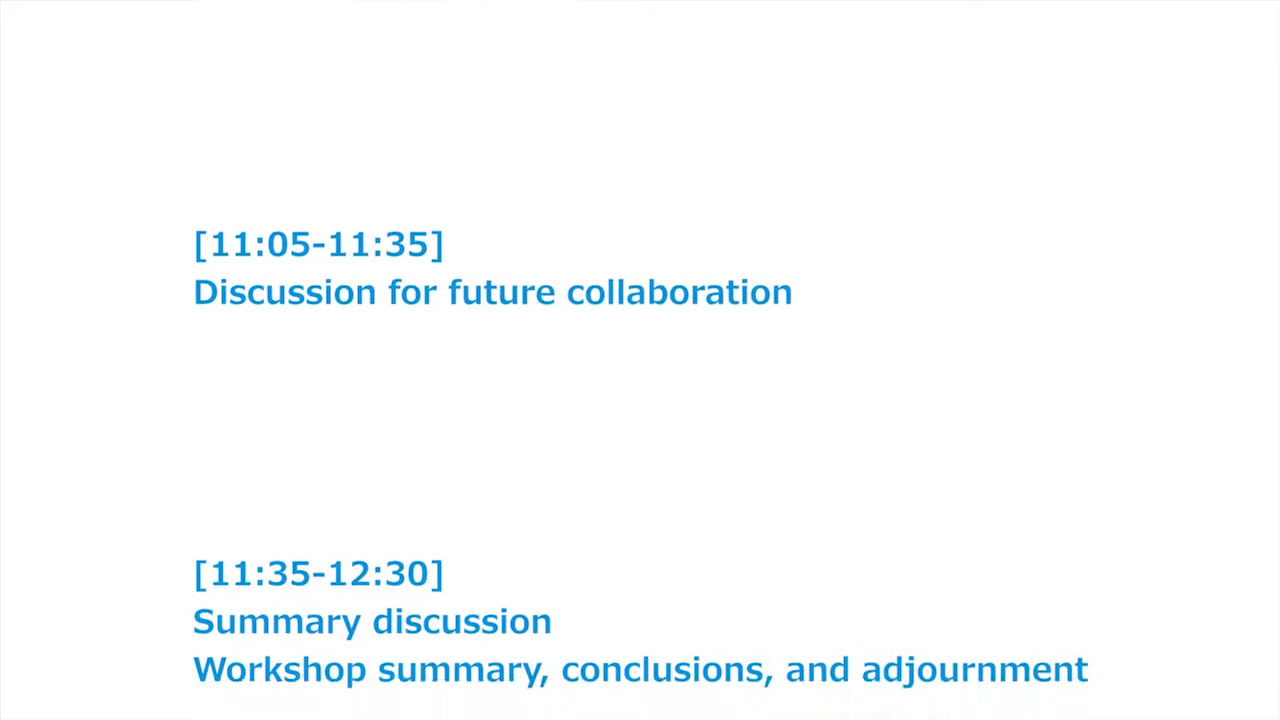 [11:05-11:35]
Discussion for future collaboration
[11:35-12:30]
Summary discussion
Workshop summary, conclusions, and adjournment